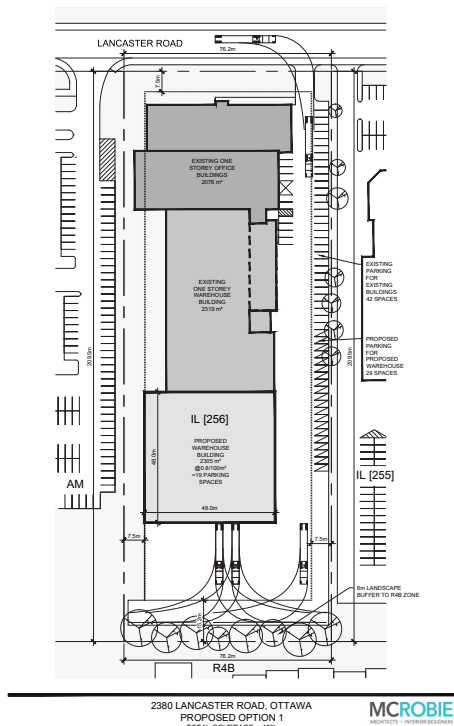 LANCASTER ROAD
76.2m
7.5m
EXISTING ONE
STOREY OFFICE
BUILDINGS
2076 m²
EXISTING
ONE STOREY
WAREHOUSE
BUILDING
2319 m²
EXISTING
PARKING
FOR
EXISTING
BUILDINGS
42 SPACES
PROPOSED
PARKING
FOR
PROPOSED
WAREHOUSE
29 SPACES
209.5m
209.5m
IL [256]
PROPOSED
WAREHOUSE
BUILDING
2305 m²
@0.8/100m²
=19 PARKING
SPACES
48.0m
48.0m
AM
IL [255]
7.5m
7.5m
6m LANDSCAPE
BUFFER TO R4B ZONE
76.2m
R4B
2380 LANCASTER ROAD, OTTAWA
PROPOSED OPTION 1
MCROBIE
ARCHITECTS + INTERIOR DESIGNERS